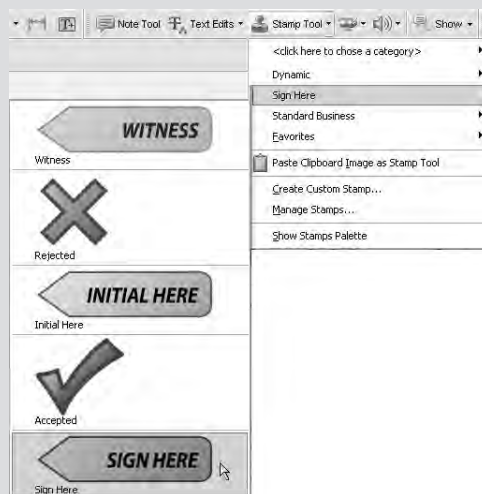 Note Tool Text Edits Stamp Tool Show
<click here to chose a category>
Dynamic
Sign Here
Standard Business
Favorites
Paste Clipboard Image as Stamp Tool
Create Custom Stamp...
Manage Stamps...
Show Stamps Palette
WITNESS
Witness
Rejected
INITIAL HERE
Initial Here
Accepted
SIGN HERE
Sign Here